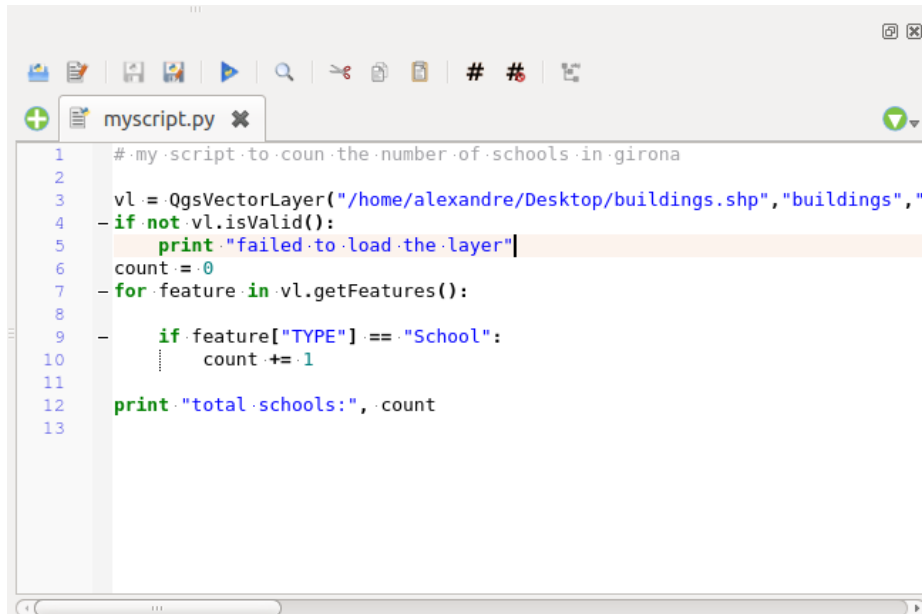 # #
myscript.py
1 # my script to coun the number of schools in girona
2
3 vl = QgsVectorLayer("/home/alexandre/Desktop/buildings.shp","buildings","
4 if not vl.isValid():
5     print "failed to load the layer"
6 count = 0
7 for feature in vl.getFeatures():
8
9     if feature["TYPE"] == "School":
10         count += 1
11
12 print "total schools:", count
13